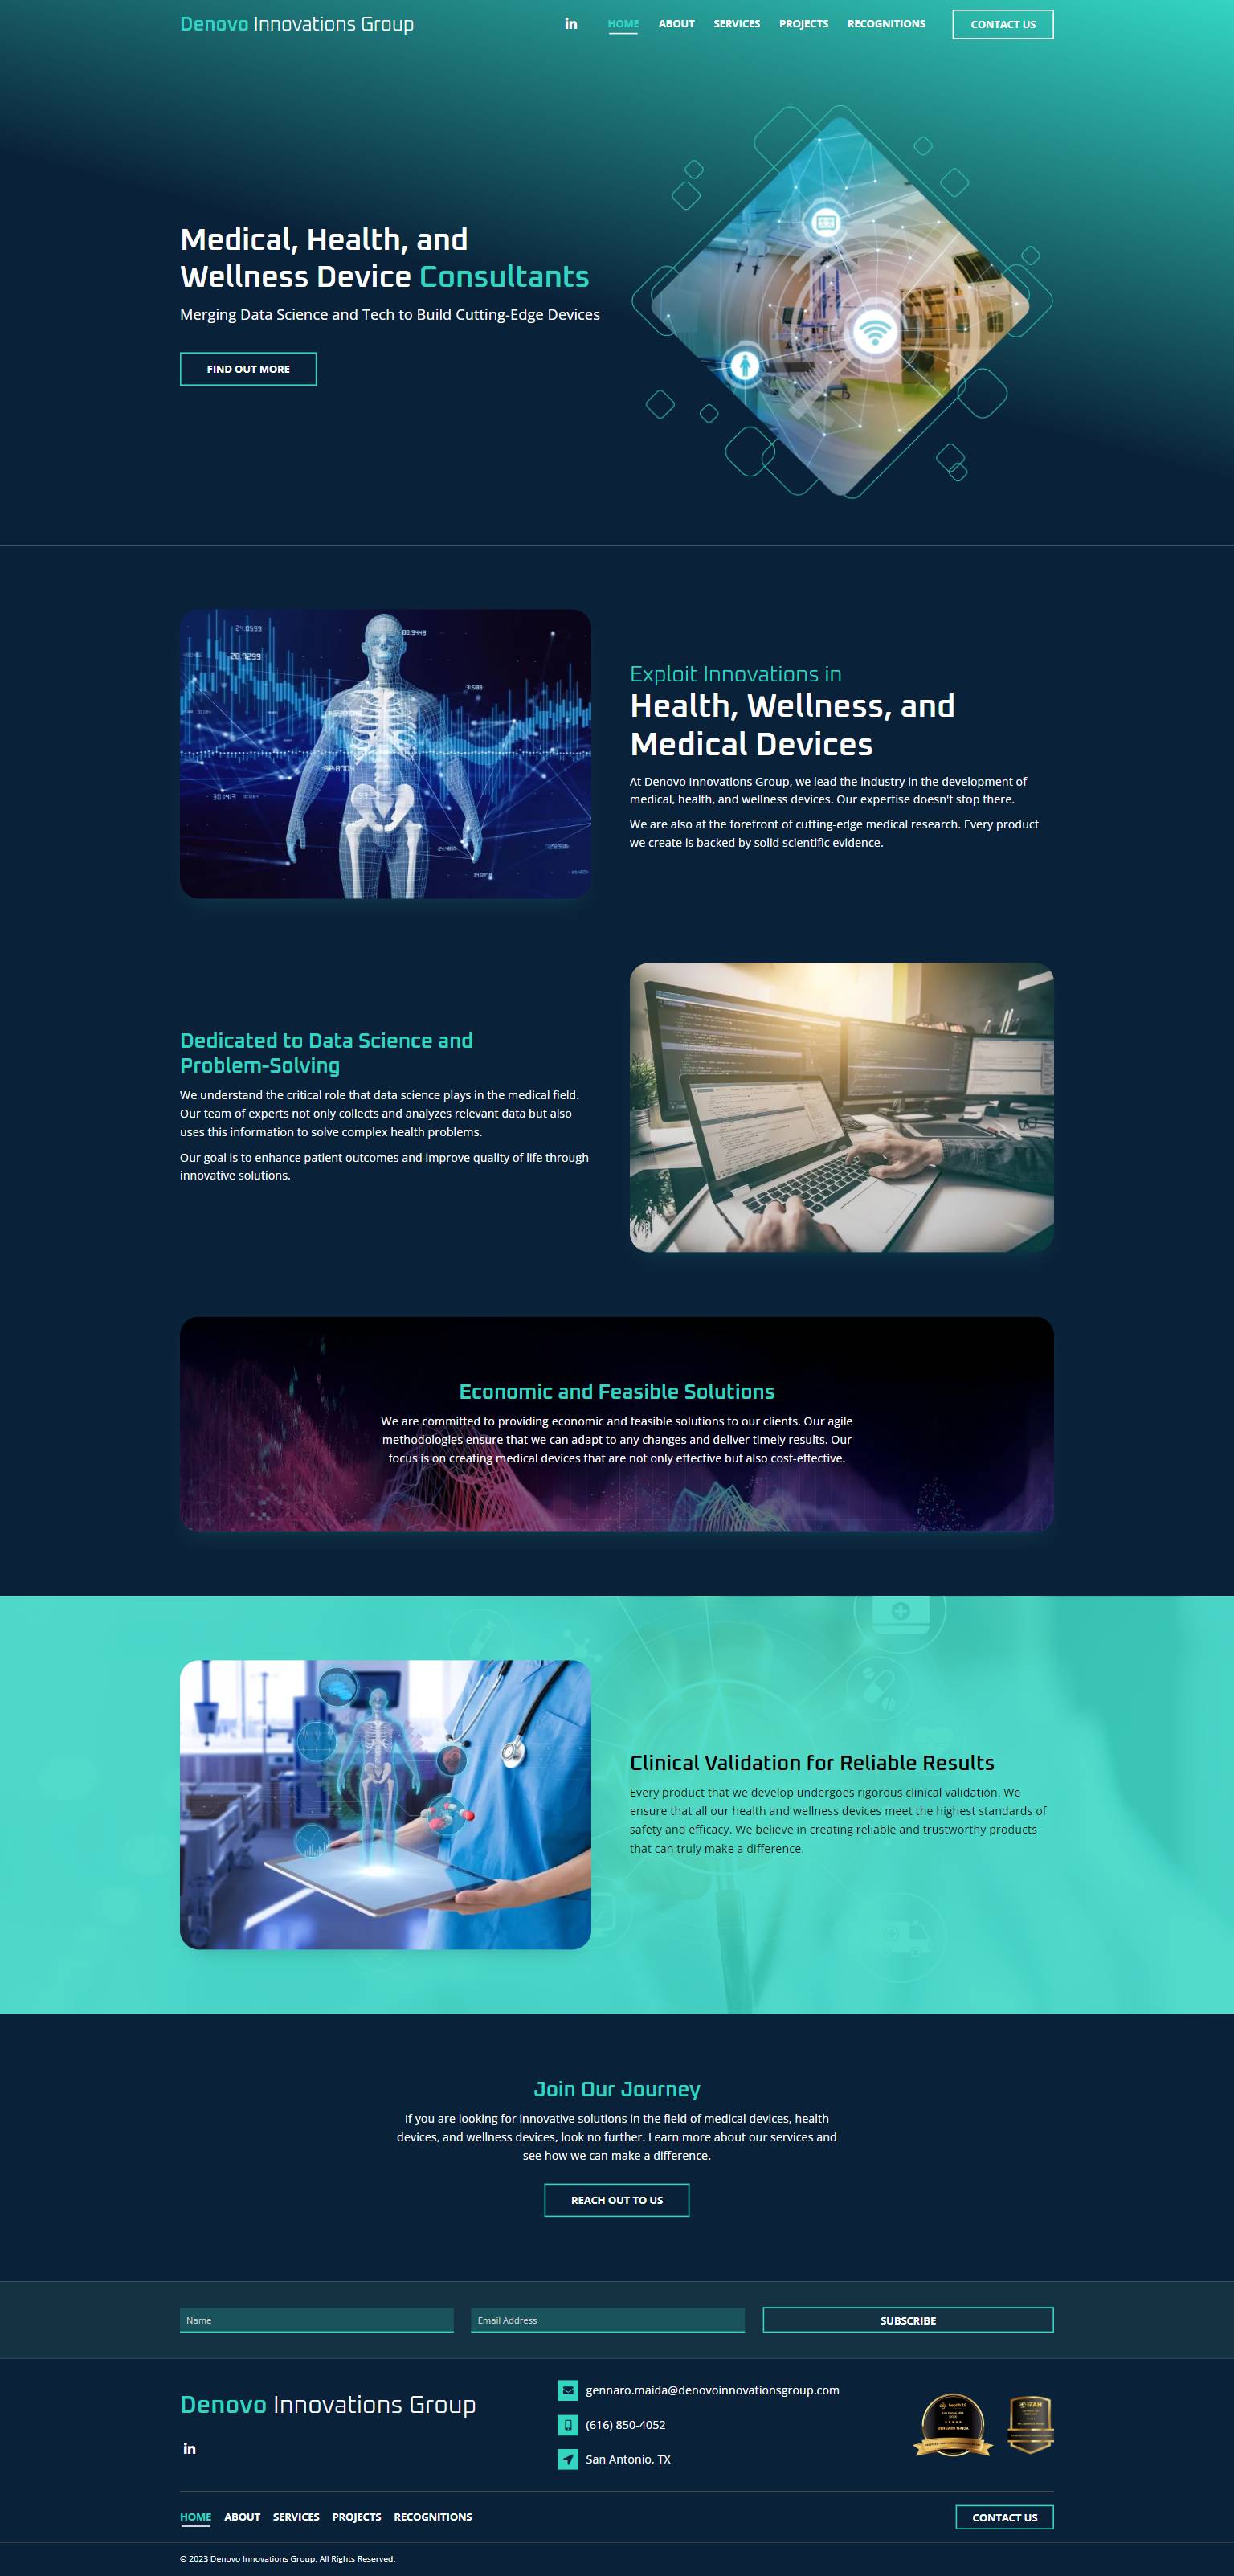 Denovo Innovations Group
in
HOME
ABOUT
SERVICES
PROJECTS
RECOGNITIONS
CONTACT US
Medical, Health, and
Wellness Device Consultants
Merging Data Science and Tech to Build Cutting-Edge Devices
FIND OUT MORE
Exploit Innovations in
Health, Wellness, and
Medical Devices
At Denovo Innovations Group, we lead the industry in the development of
medical, health, and wellness devices. Our expertise doesn't stop there.
We are also at the forefront of cutting-edge medical research. Every product
we create is backed by solid scientific evidence.
Dedicated to Data Science and
Problem-Solving
We understand the critical role that data science plays in the medical field.
Our team of experts not only collects and analyzes relevant data but also
uses this information to solve complex health problems.
Our goal is to enhance patient outcomes and improve quality of life through
innovative solutions.
Economic and Feasible Solutions
We are committed to providing economic and feasible solutions to our clients. Our agile
methodologies ensure that we can adapt to any changes and deliver timely results. Our
focus is on creating medical devices that are not only effective but also cost-effective.
Clinical Validation for Reliable Results
Every product that we develop undergoes rigorous clinical validation. We
ensure that all our health and wellness devices meet the highest standards of
safety and efficacy. We believe in creating reliable and trustworthy products
that can truly make a difference.
Join Our Journey
If you are looking for innovative solutions in the field of medical devices, health
devices, and wellness devices, look no further. Learn more about our services and
see how we can make a difference.
REACH OUT TO US
Name
Email Address
SUBSCRIBE
Denovo Innovations Group
in
gennaro.maida@denovoinnovationsgroup.com
(616) 850-4052
San Antonio, TX
HOME
ABOUT
SERVICES
PROJECTS
RECOGNITIONS
CONTACT US
© 2023 Denovo Innovations Group. All Rights Reserved.